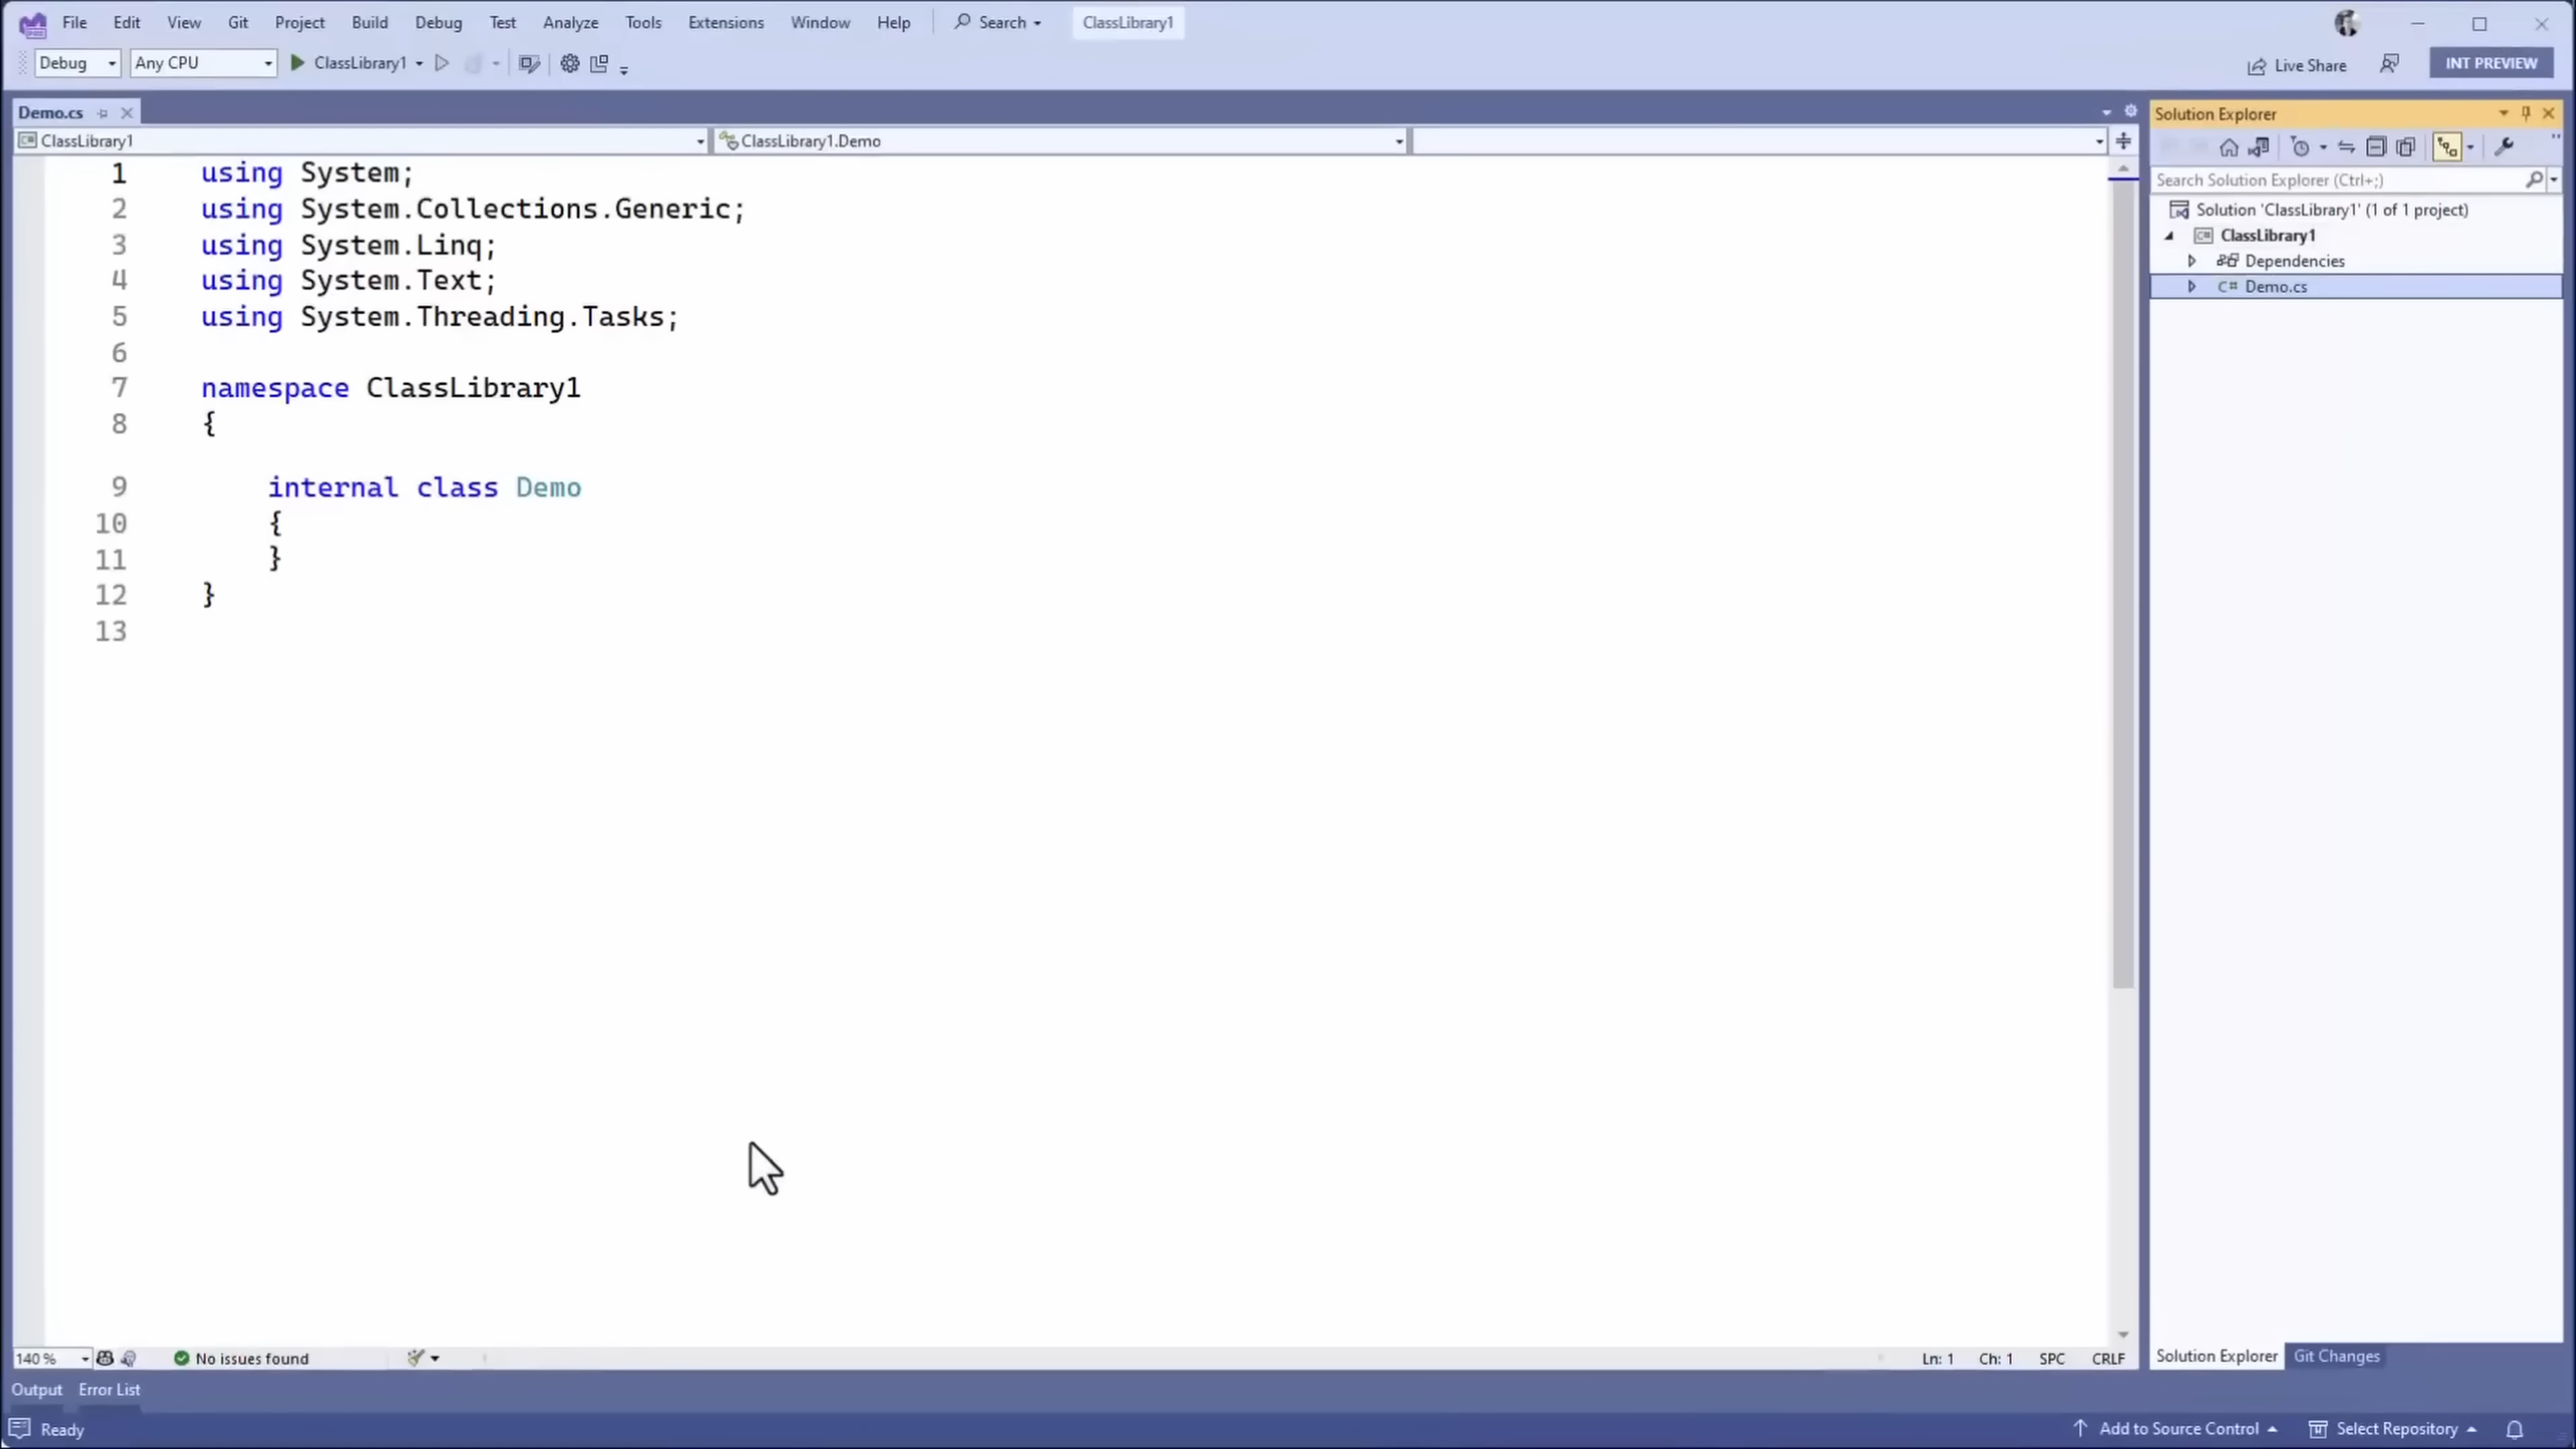 File Edit View Git Project Build Debug Test Analyze Tools Extensions Window Help Search ClassLibrary1
Debug Any CPU ClassLibrary1 Live Share INT PREVIEW
Demo.cs
ClassLibrary1 ClassLibrary1.Demo
1 using System;
2 using System.Collections.Generic;
3 using System.Linq;
4 using System.Text;
5 using System.Threading.Tasks;
6
7 namespace ClassLibrary1
8 {
9 internal class Demo
10 {
11 }
12 }
13
140 % No issues found Ln: 1 Ch: 1 SPC CRLF
Solution Explorer
Search Solution Explorer (Ctrl+;)
Solution 'ClassLibrary1' (1 of 1 project)
ClassLibrary1
Dependencies
C# Demo.cs
Solution Explorer Git Changes
Output Error List
Ready Add to Source Control Select Repository